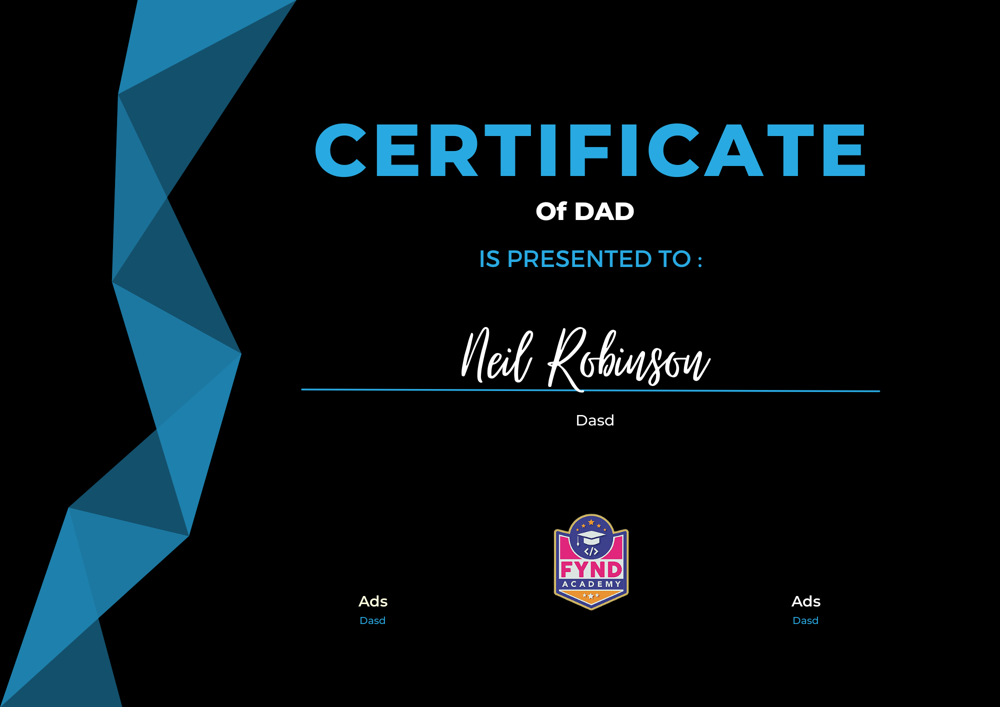 CERTIFICATE
Of DAD
IS PRESENTED TO :
Neil Robinson
Dasd
</>
FYND
ACADEMY
Ads
Dasd
Ads
Dasd